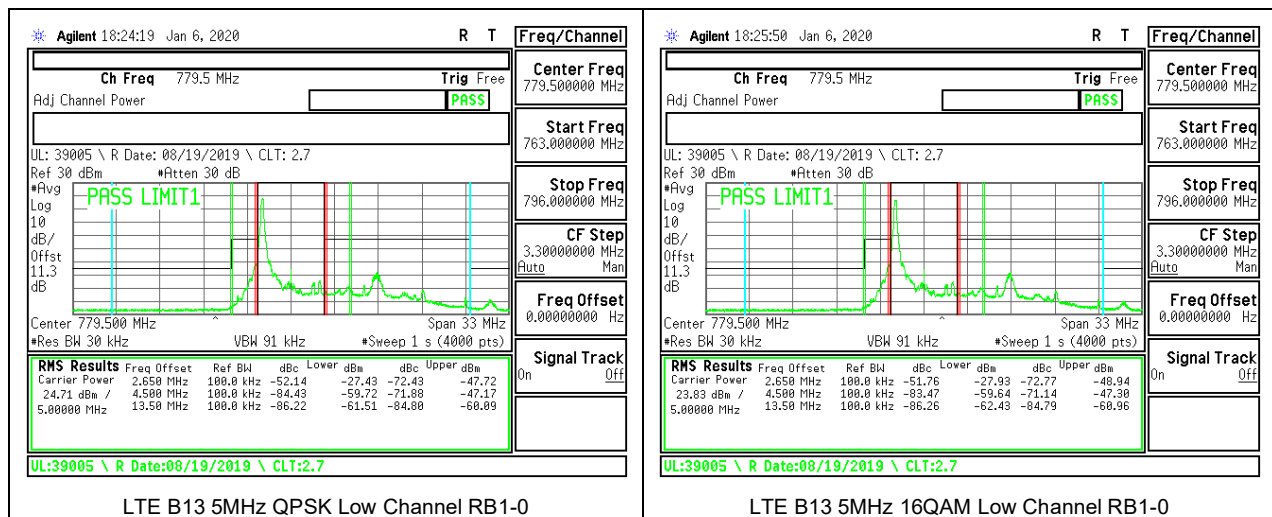 Agilent 18:24:19 Jan 6, 2020 R T Freq/Channel
Ch Freq 779.5 MHz Trig Free
Adj Channel Power PASS
UL: 39005 \ R Date: 08/19/2019 \ CLT: 2.7
Ref 30 dBm #Atten 30 dB
#Avg
Log
10
dB/
Offst
11.3
dB
PASS LIMIT1
Center 779.500 MHz Span 33 MHz
#Res BW 30 kHz VBW 91 kHz #Sweep 1 s (4000 pts)
RMS Results Freq Offset Ref BW dBc Lower dBm dBc Upper dBm
Carrier Power 2.650 MHz 100.0 kHz -52.14 -27.43 -72.43 -47.72
24.71 dBm / 4.500 MHz 100.0 kHz -84.43 -59.72 -71.88 -47.17
5.00000 MHz 13.50 MHz 100.0 kHz -86.22 -61.51 -84.80 -60.09
UL:39005 \ R Date:08/19/2019 \ CLT:2.7
Center Freq
779.500000 MHz
Start Freq
763.000000 MHz
Stop Freq
796.000000 MHz
CF Step
3.30000000 MHz
Auto Man
Freq Offset
0.00000000 Hz
Signal Track
On Off
LTE B13 5MHz QPSK Low Channel RB1-0
Agilent 18:25:50 Jan 6, 2020 R T Freq/Channel
Ch Freq 779.5 MHz Trig Free
Adj Channel Power PASS
UL: 39005 \ R Date: 08/19/2019 \ CLT: 2.7
Ref 30 dBm #Atten 30 dB
#Avg
Log
10
dB/
Offst
11.3
dB
PASS LIMIT1
Center 779.500 MHz Span 33 MHz
#Res BW 30 kHz VBW 91 kHz #Sweep 1 s (4000 pts)
RMS Results Freq Offset Ref BW dBc Lower dBm dBc Upper dBm
Carrier Power 2.650 MHz 100.0 kHz -51.76 -27.93 -72.77 -48.94
23.83 dBm / 4.500 MHz 100.0 kHz -83.47 -59.64 -71.14 -47.30
5.00000 MHz 13.50 MHz 100.0 kHz -86.26 -62.43 -84.79 -60.96
UL:39005 \ R Date:08/19/2019 \ CLT:2.7
Center Freq
779.500000 MHz
Start Freq
763.000000 MHz
Stop Freq
796.000000 MHz
CF Step
3.30000000 MHz
Auto Man
Freq Offset
0.00000000 Hz
Signal Track
On Off
LTE B13 5MHz 16QAM Low Channel RB1-0